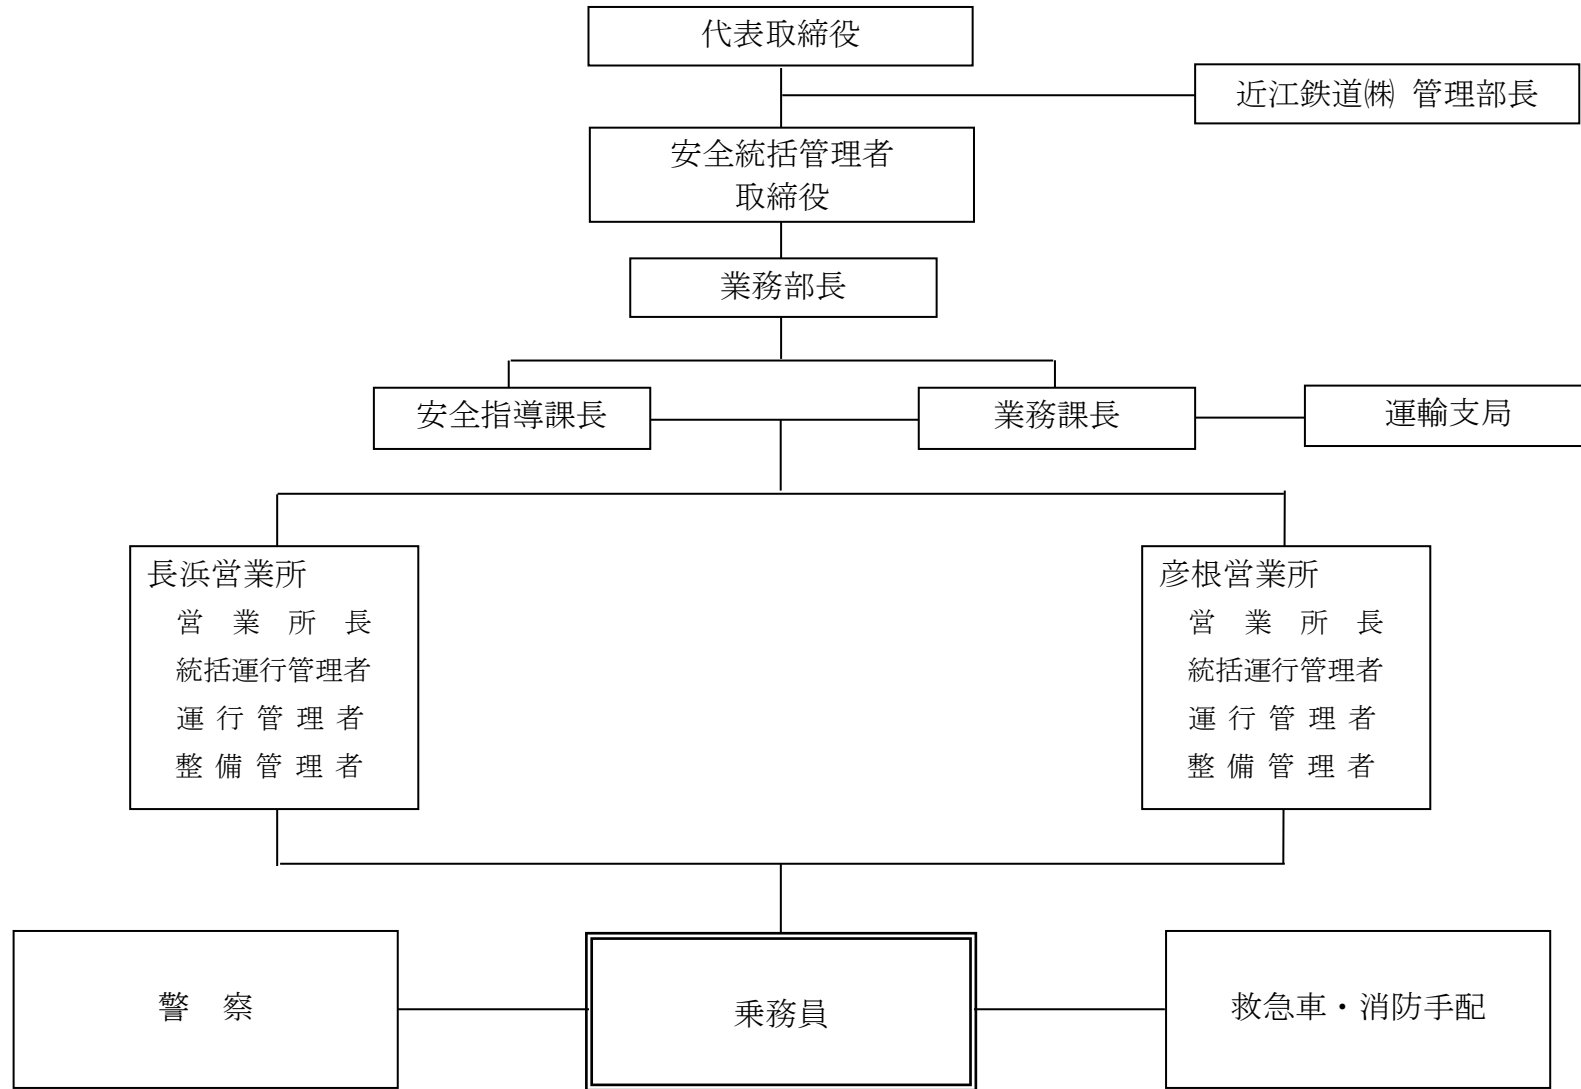 代表取締役
近江鉄道㈱ 管理部長
安全統括管理者
取締役
業務部長
安全指導課長
業務課長
運輸支局
長浜営業所
営　業　所　長
統括運行管理者
運 行 管 理 者
整 備 管 理 者
彦根営業所
営　業　所　長
統括運行管理者
運 行 管 理 者
整 備 管 理 者
警　察
乗務員
救急車・消防手配